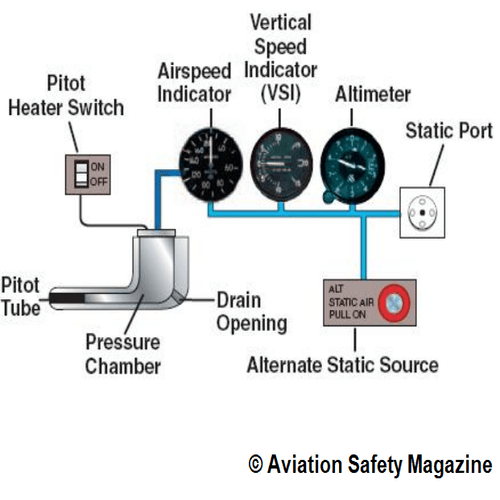 Vertical
Speed
Indicator
(VSI)
Airspeed
Indicator
Altimeter
Pitot
Heater Switch
Static Port
ON
OFF
Pitot
Tube
Drain
Opening
Pressure
Chamber
ALT
STATIC AIR
PULL ON
Alternate Static Source
© Aviation Safety Magazine